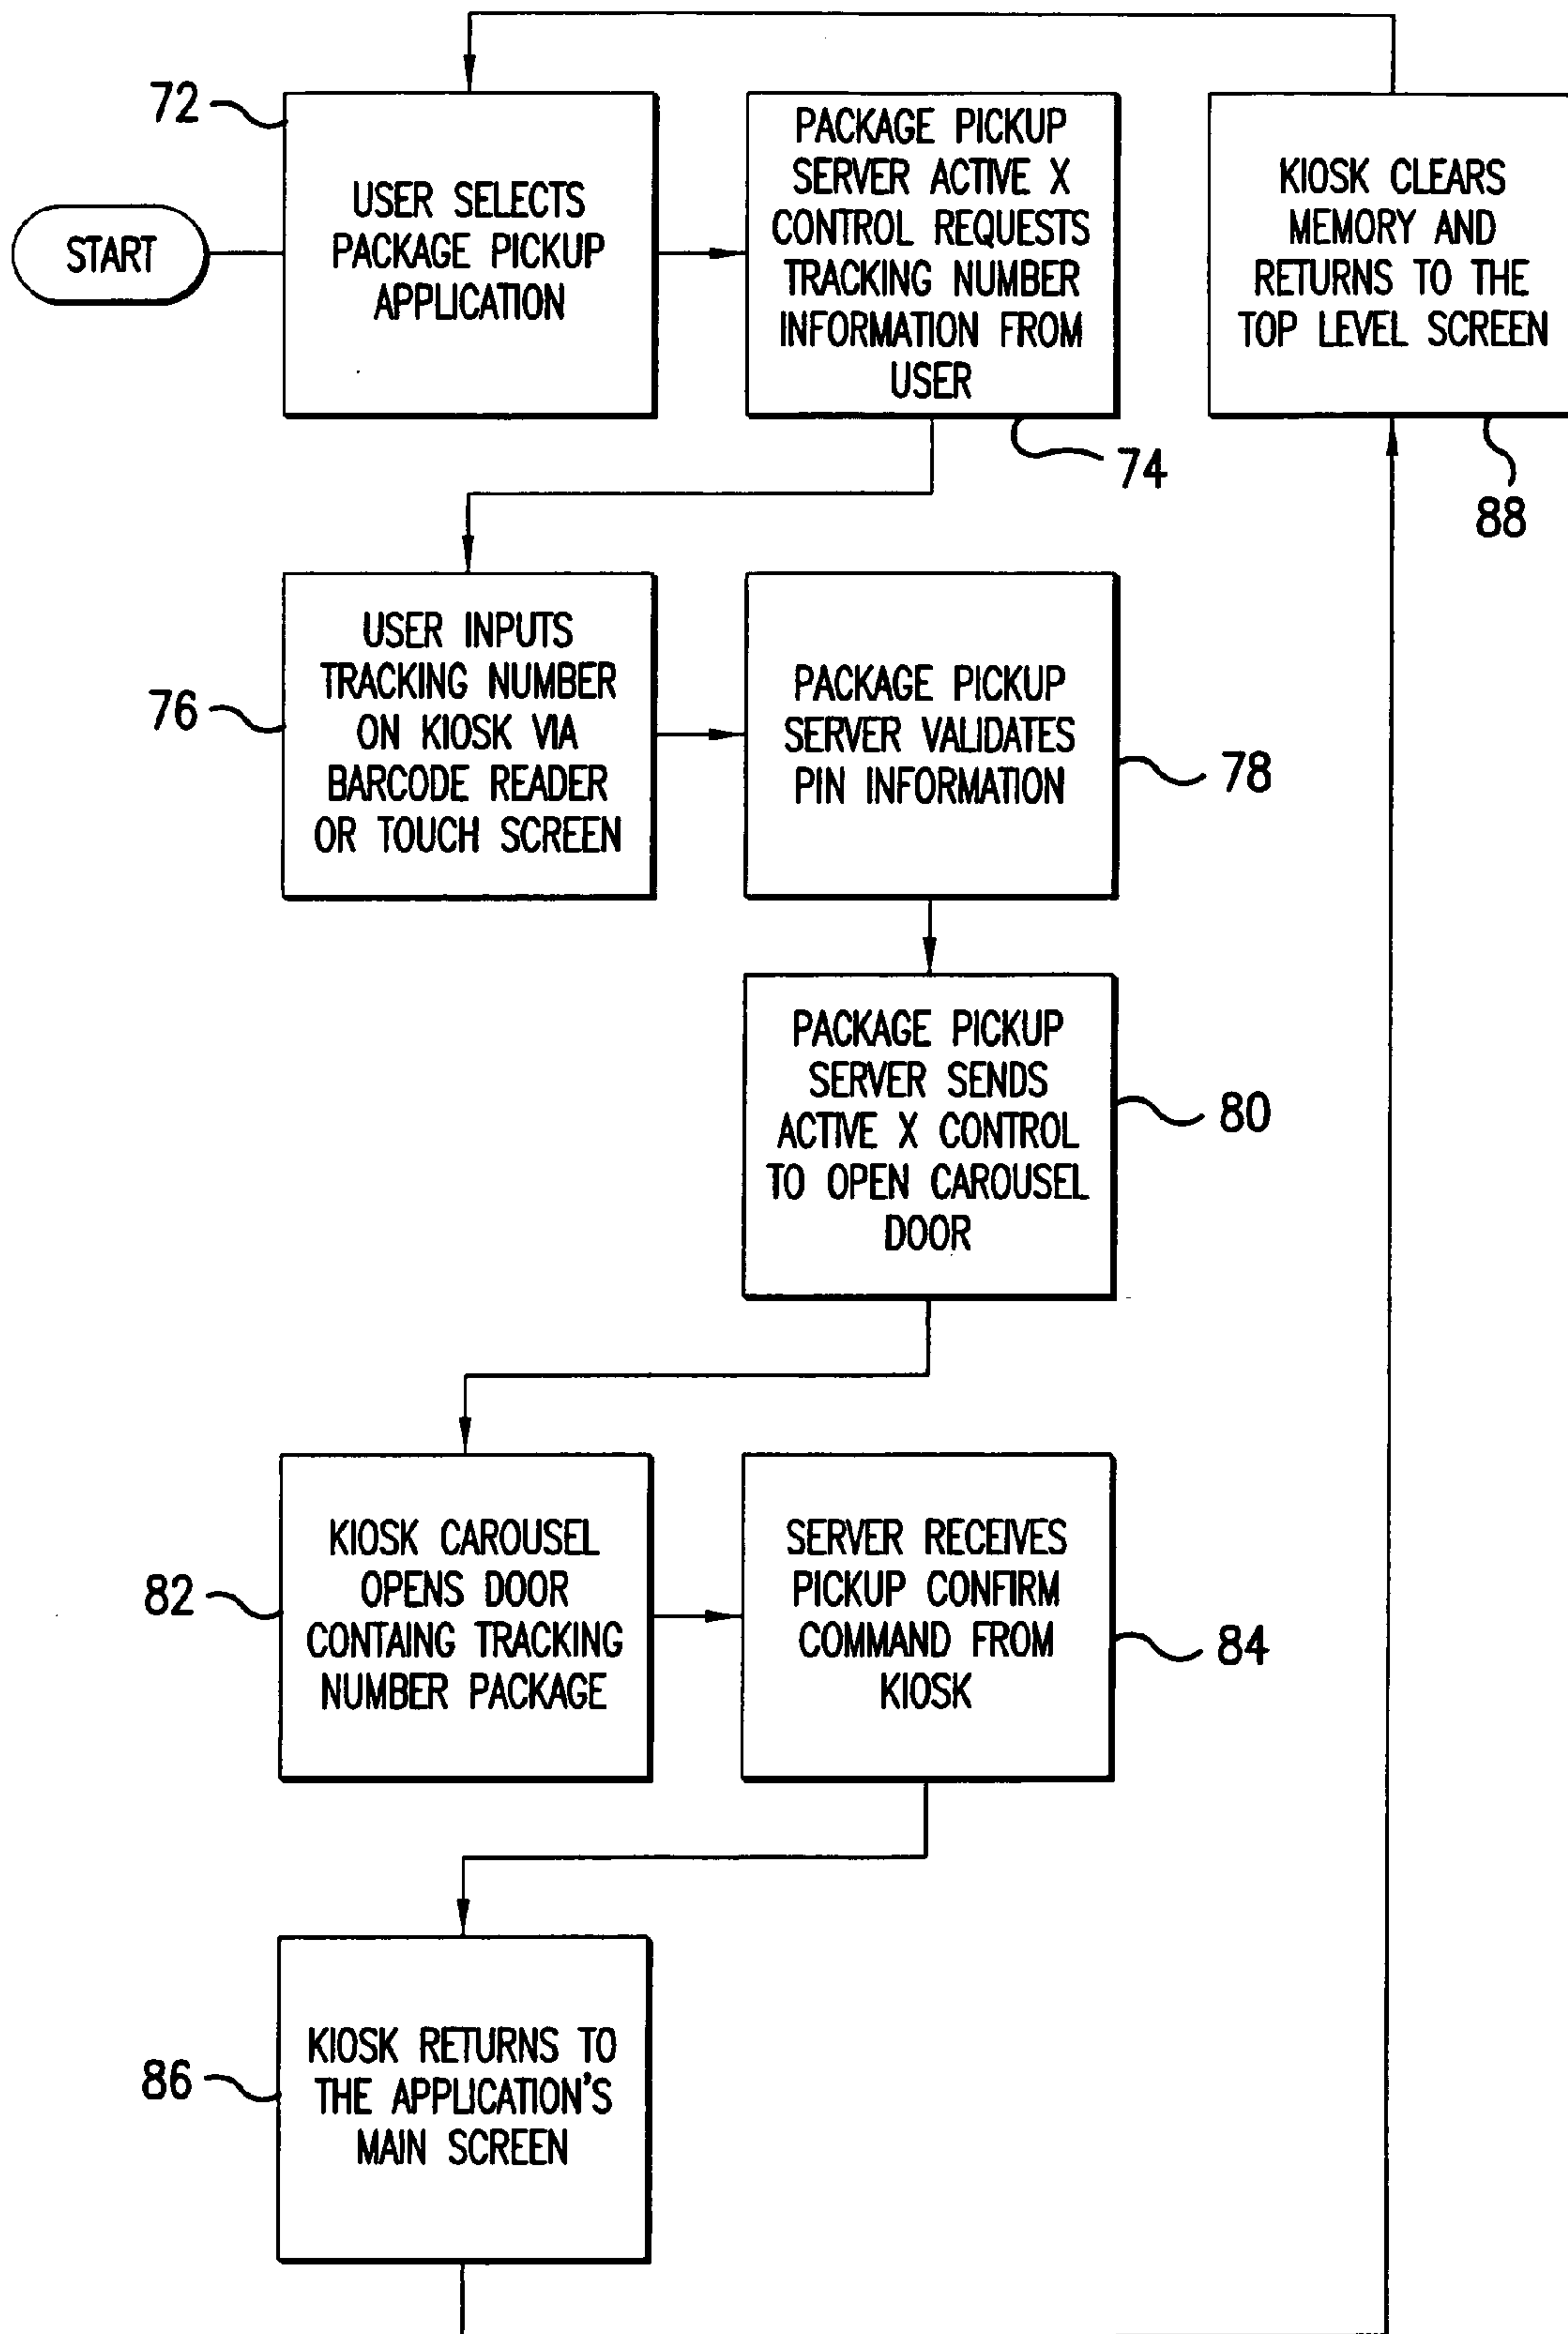 START
72
USER SELECTS
PACKAGE PICKUP
APPLICATION
PACKAGE PICKUP
SERVER ACTIVE X
CONTROL REQUESTS
TRACKING NUMBER
INFORMATION FROM
USER
74
KIOSK CLEARS
MEMORY AND
RETURNS TO THE
TOP LEVEL SCREEN
88
76
USER INPUTS
TRACKING NUMBER
ON KIOSK VIA
BARCODE READER
OR TOUCH SCREEN
PACKAGE PICKUP
SERVER VALIDATES
PIN INFORMATION
78
PACKAGE PICKUP
SERVER SENDS
ACTIVE X CONTROL
TO OPEN CAROUSEL
DOOR
80
82
KIOSK CAROUSEL
OPENS DOOR
CONTAING TRACKING
NUMBER PACKAGE
SERVER RECEIVES
PICKUP CONFIRM
COMMAND FROM
KIOSK
84
86
KIOSK RETURNS TO
THE APPLICATION'S
MAIN SCREEN